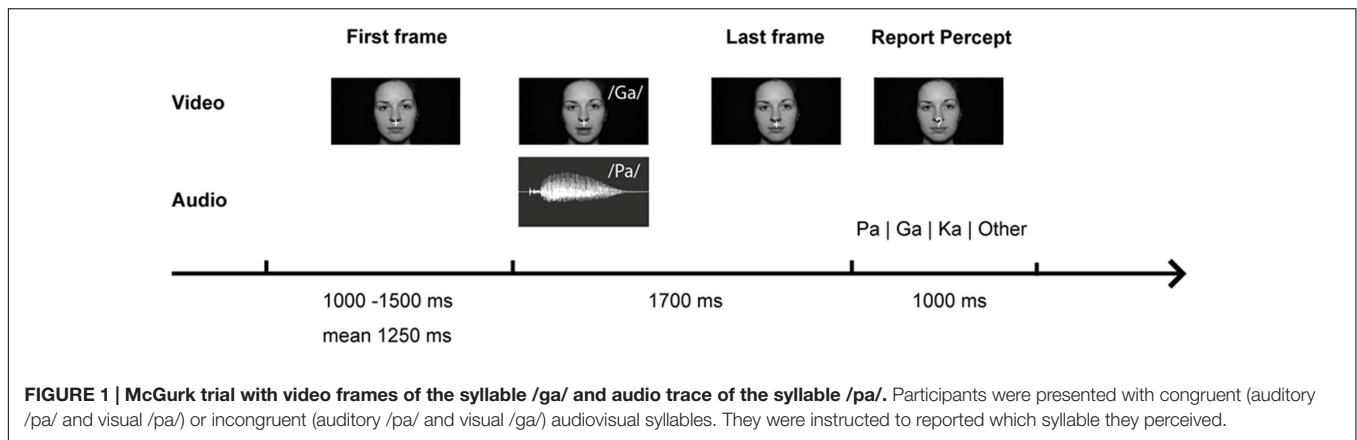 First frame Last frame Report Percept
Video
/Ga/
/Pa/
Audio
Pa | Ga | Ka | Other
1000 -1500 ms 1700 ms 1000 ms
mean 1250 ms
FIGURE 1 | McGurk trial with video frames of the syllable /ga/ and audio trace of the syllable /pa/. Participants were presented with congruent (auditory
/pa/ and visual /pa/) or incongruent (auditory /pa/ and visual /ga/) audiovisual syllables. They were instructed to reported which syllable they perceived.